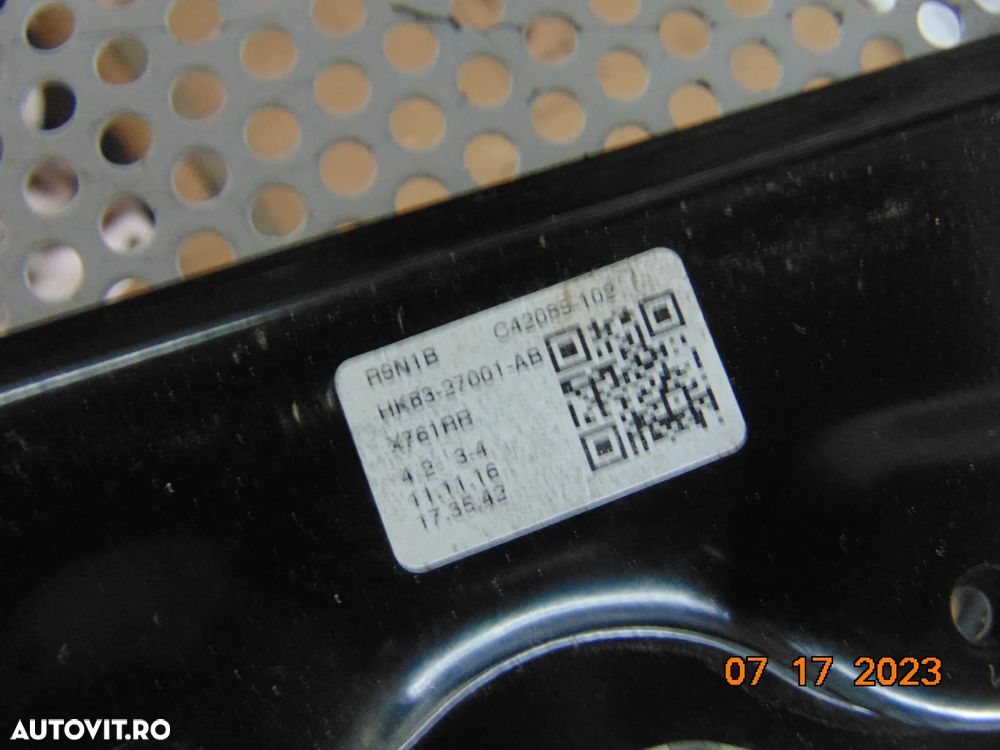 R9N1B C42089-102
HK83-27001-AB
X761RR
4.2 3.4
11.11.16
17.35.42
07 17 2023
AUTOVIT.RO